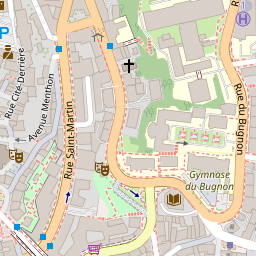 P
H
Rue Cité-Derrière
Avenue Menthon
Rue Saint-Martin
Rue du Bugnon
Gymnase
du Bugnon